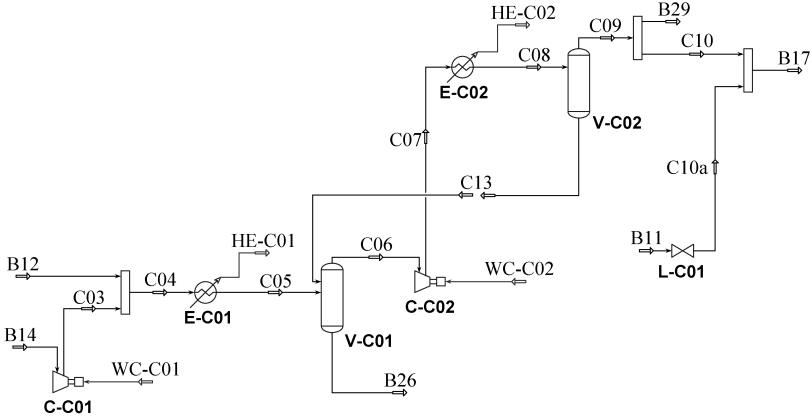 HE-C02
B29
C09
C10
C08
B17
E-C02
V-C02
C07
C10a
C13
HE-C01
B11
C06
B12
L-C01
C04
C05
WC-C02
C03
E-C01
C-C02
B14
V-C01
WC-C01
B26
C-C01